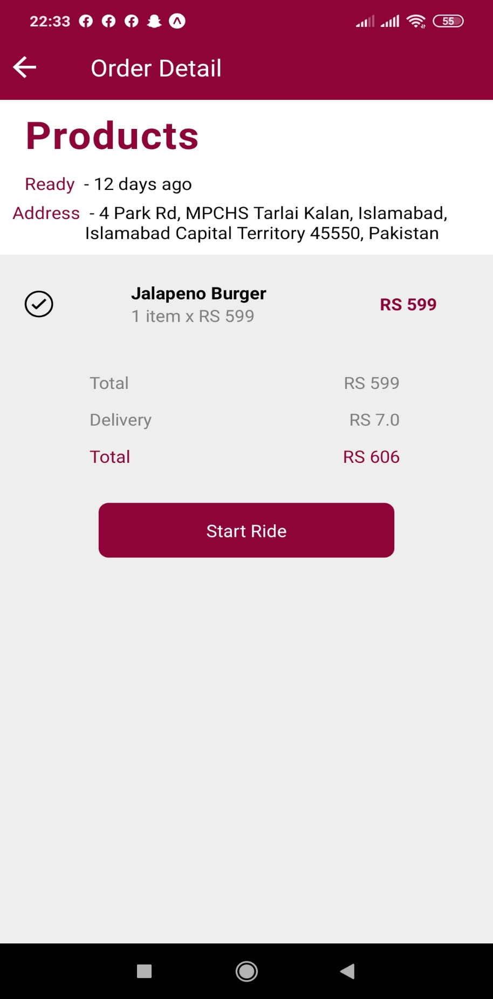 22:33
55
Order Detail
Products
Ready - 12 days ago
Address - 4 Park Rd, MPCHS Tarlai Kalan, Islamabad,
Islamabad Capital Territory 45550, Pakistan
Jalapeno Burger
1 item x RS 599
RS 599
Total RS 599
Delivery RS 7.0
Total RS 606
Start Ride